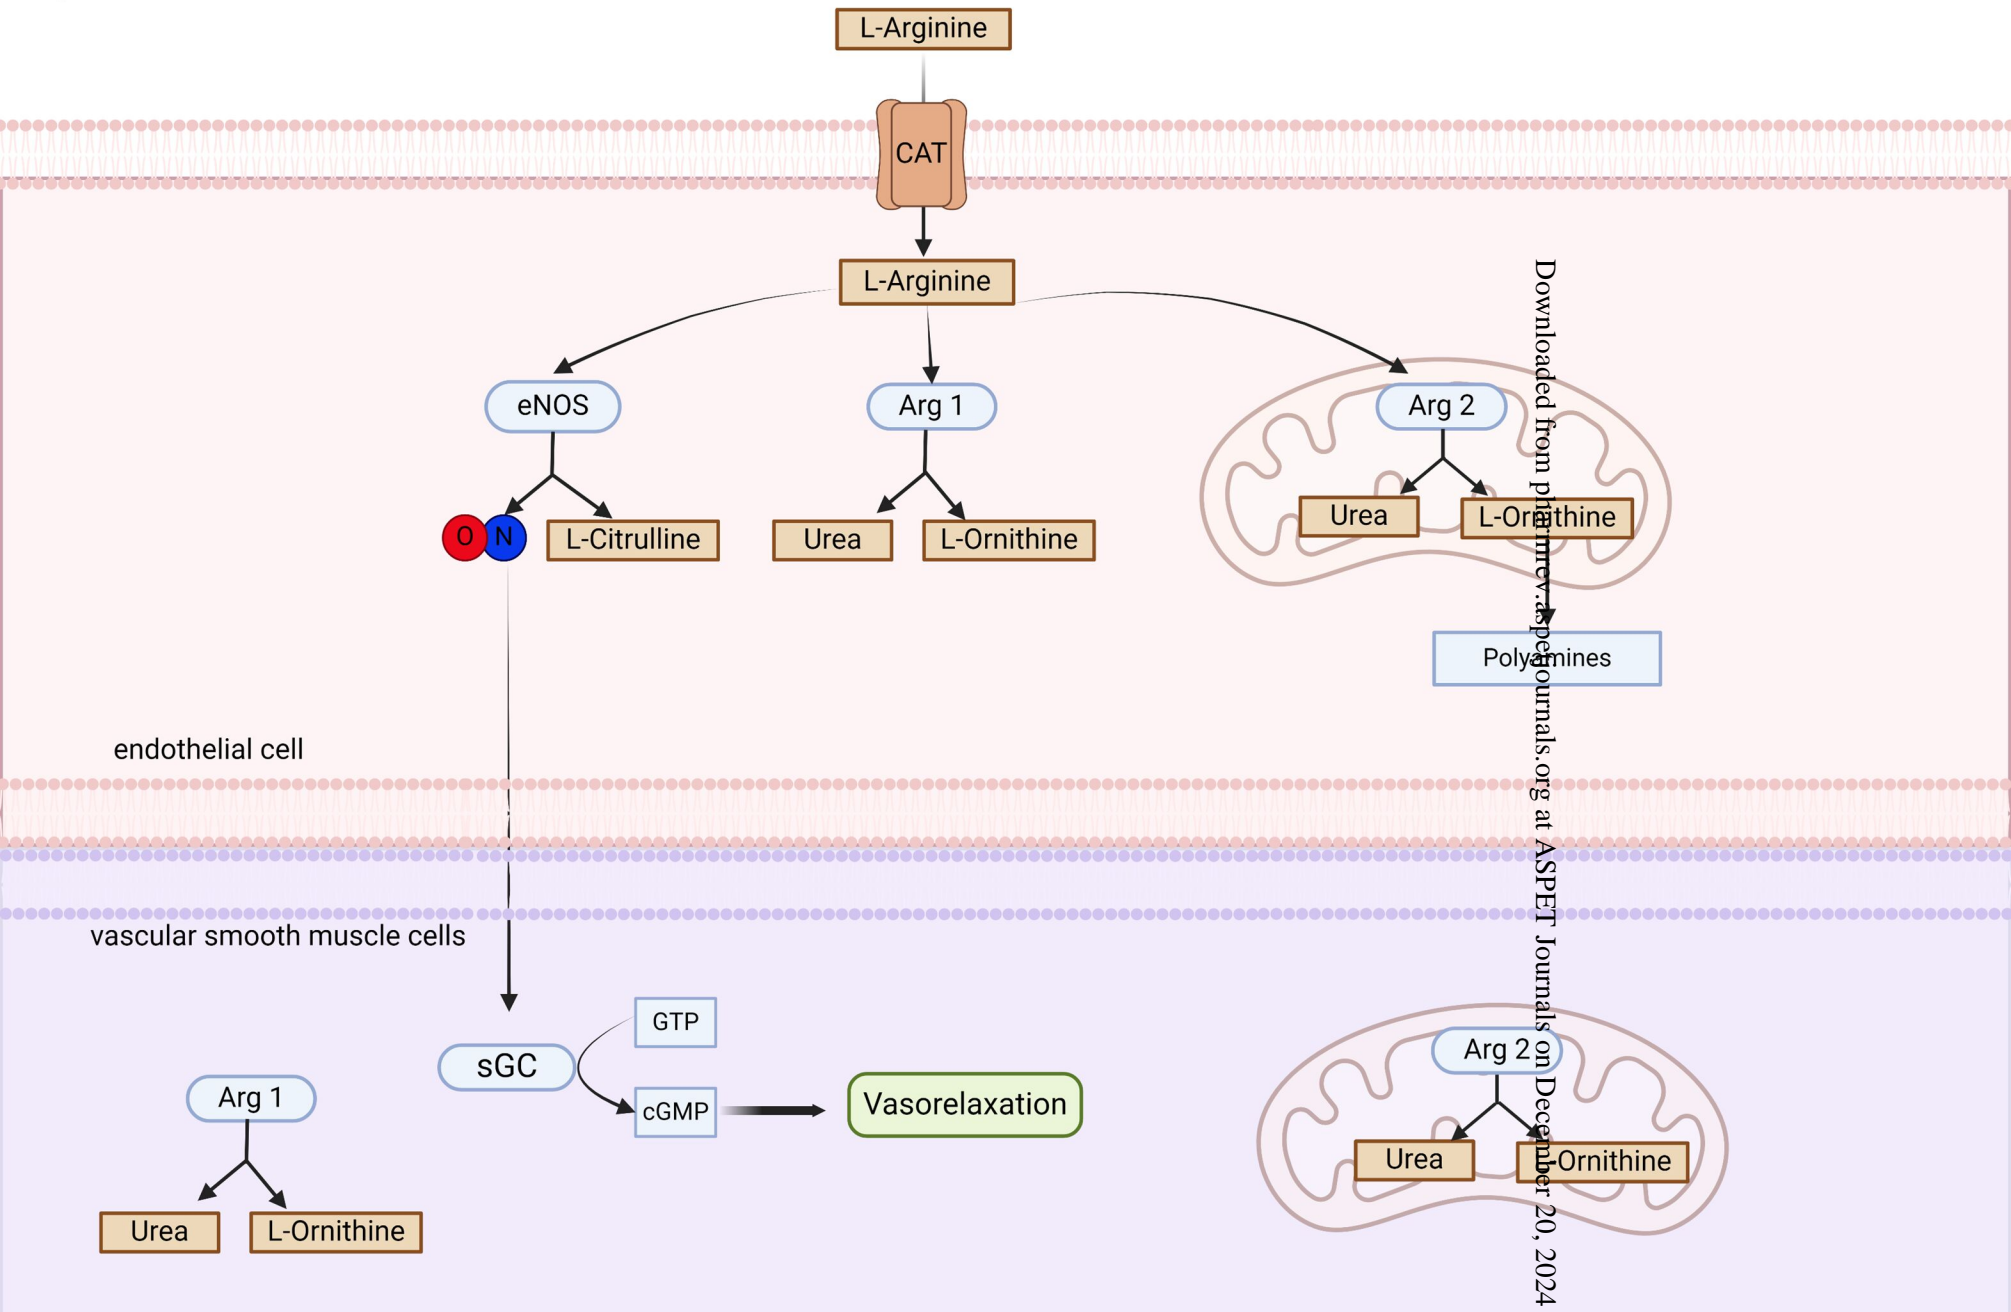 L-Arginine
CAT
L-Arginine
eNOS
Arg 1
Arg 2
O N
L-Citrulline
Urea
L-Ornithine
Urea
L-Ornithine
Polyamines
endothelial cell
vascular smooth muscle cells
GTP
sGC
cGMP
Vasorelaxation
Arg 1
Urea
L-Ornithine
Arg 2
Urea
L-Ornithine
Downloaded from pharmrev.aspetjournals.org at ASPET Journals on December 20, 2024